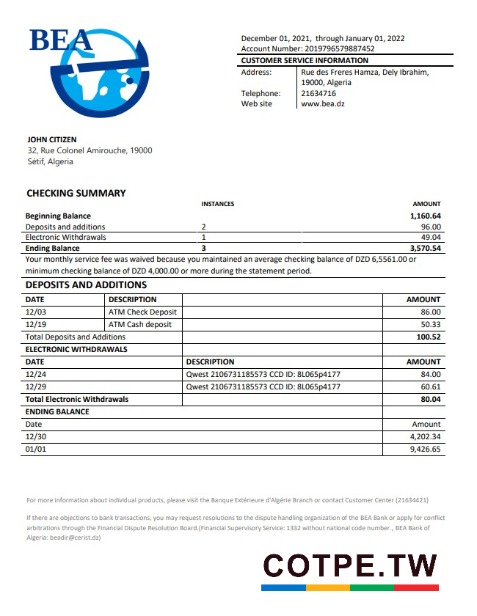 BEA
December 01, 2021, through January 01, 2022
Account Number: 2019796579887452
CUSTOMER SERVICE INFORMATION
Address: Rue des Freres Hamza, Dely Ibrahim,
19000, Algeria
Telephone: 21634716
Web site www.bea.dz
JOHN CITIZEN
32, Rue Colonel Amirouche, 19000
Sétif, Algeria
CHECKING SUMMARY
INSTANCES AMOUNT
Beginning Balance 1,160.64
Deposits and additions 2 96.00
Electronic Withdrawals 1 49.04
Ending Balance 3 3,570.54
Your monthly service fee was waived because you maintained an average checking balance of DZD 6,5561.00 or
minimum checking balance of DZD 4,000.00 or more during the statement period.
DEPOSITS AND ADDITIONS
DATE DESCRIPTION AMOUNT
12/03 ATM Check Deposit 86.00
12/19 ATM Cash deposit 50.33
Total Deposits and Additions 100.52
ELECTRONIC WITHDRAWALS
DATE DESCRIPTION AMOUNT
12/24 Qwest 2106731185573 CCD ID: 8L065p4177 84.00
12/29 Qwest 2106731185573 CCD ID: 8L065p4177 60.61
Total Electronic Withdrawals 80.04
ENDING BALANCE
Date Amount
12/30 4,202.34
01/01 9,426.65
For more information about individual products, please visit the Banque Extérieure d'Algérie Branch or contact Customer Center (21634621)
If there are objections to bank transactions, you may request resolutions to the dispute handling organization of the BEA Bank or apply for conflict
arbitrations through the Financial Dispute Resolution Board (Financial Supervisory Service: 1332 without national code number , BEA Bank of
Algeria: beadir@cerist.dz)
COTPE.TW